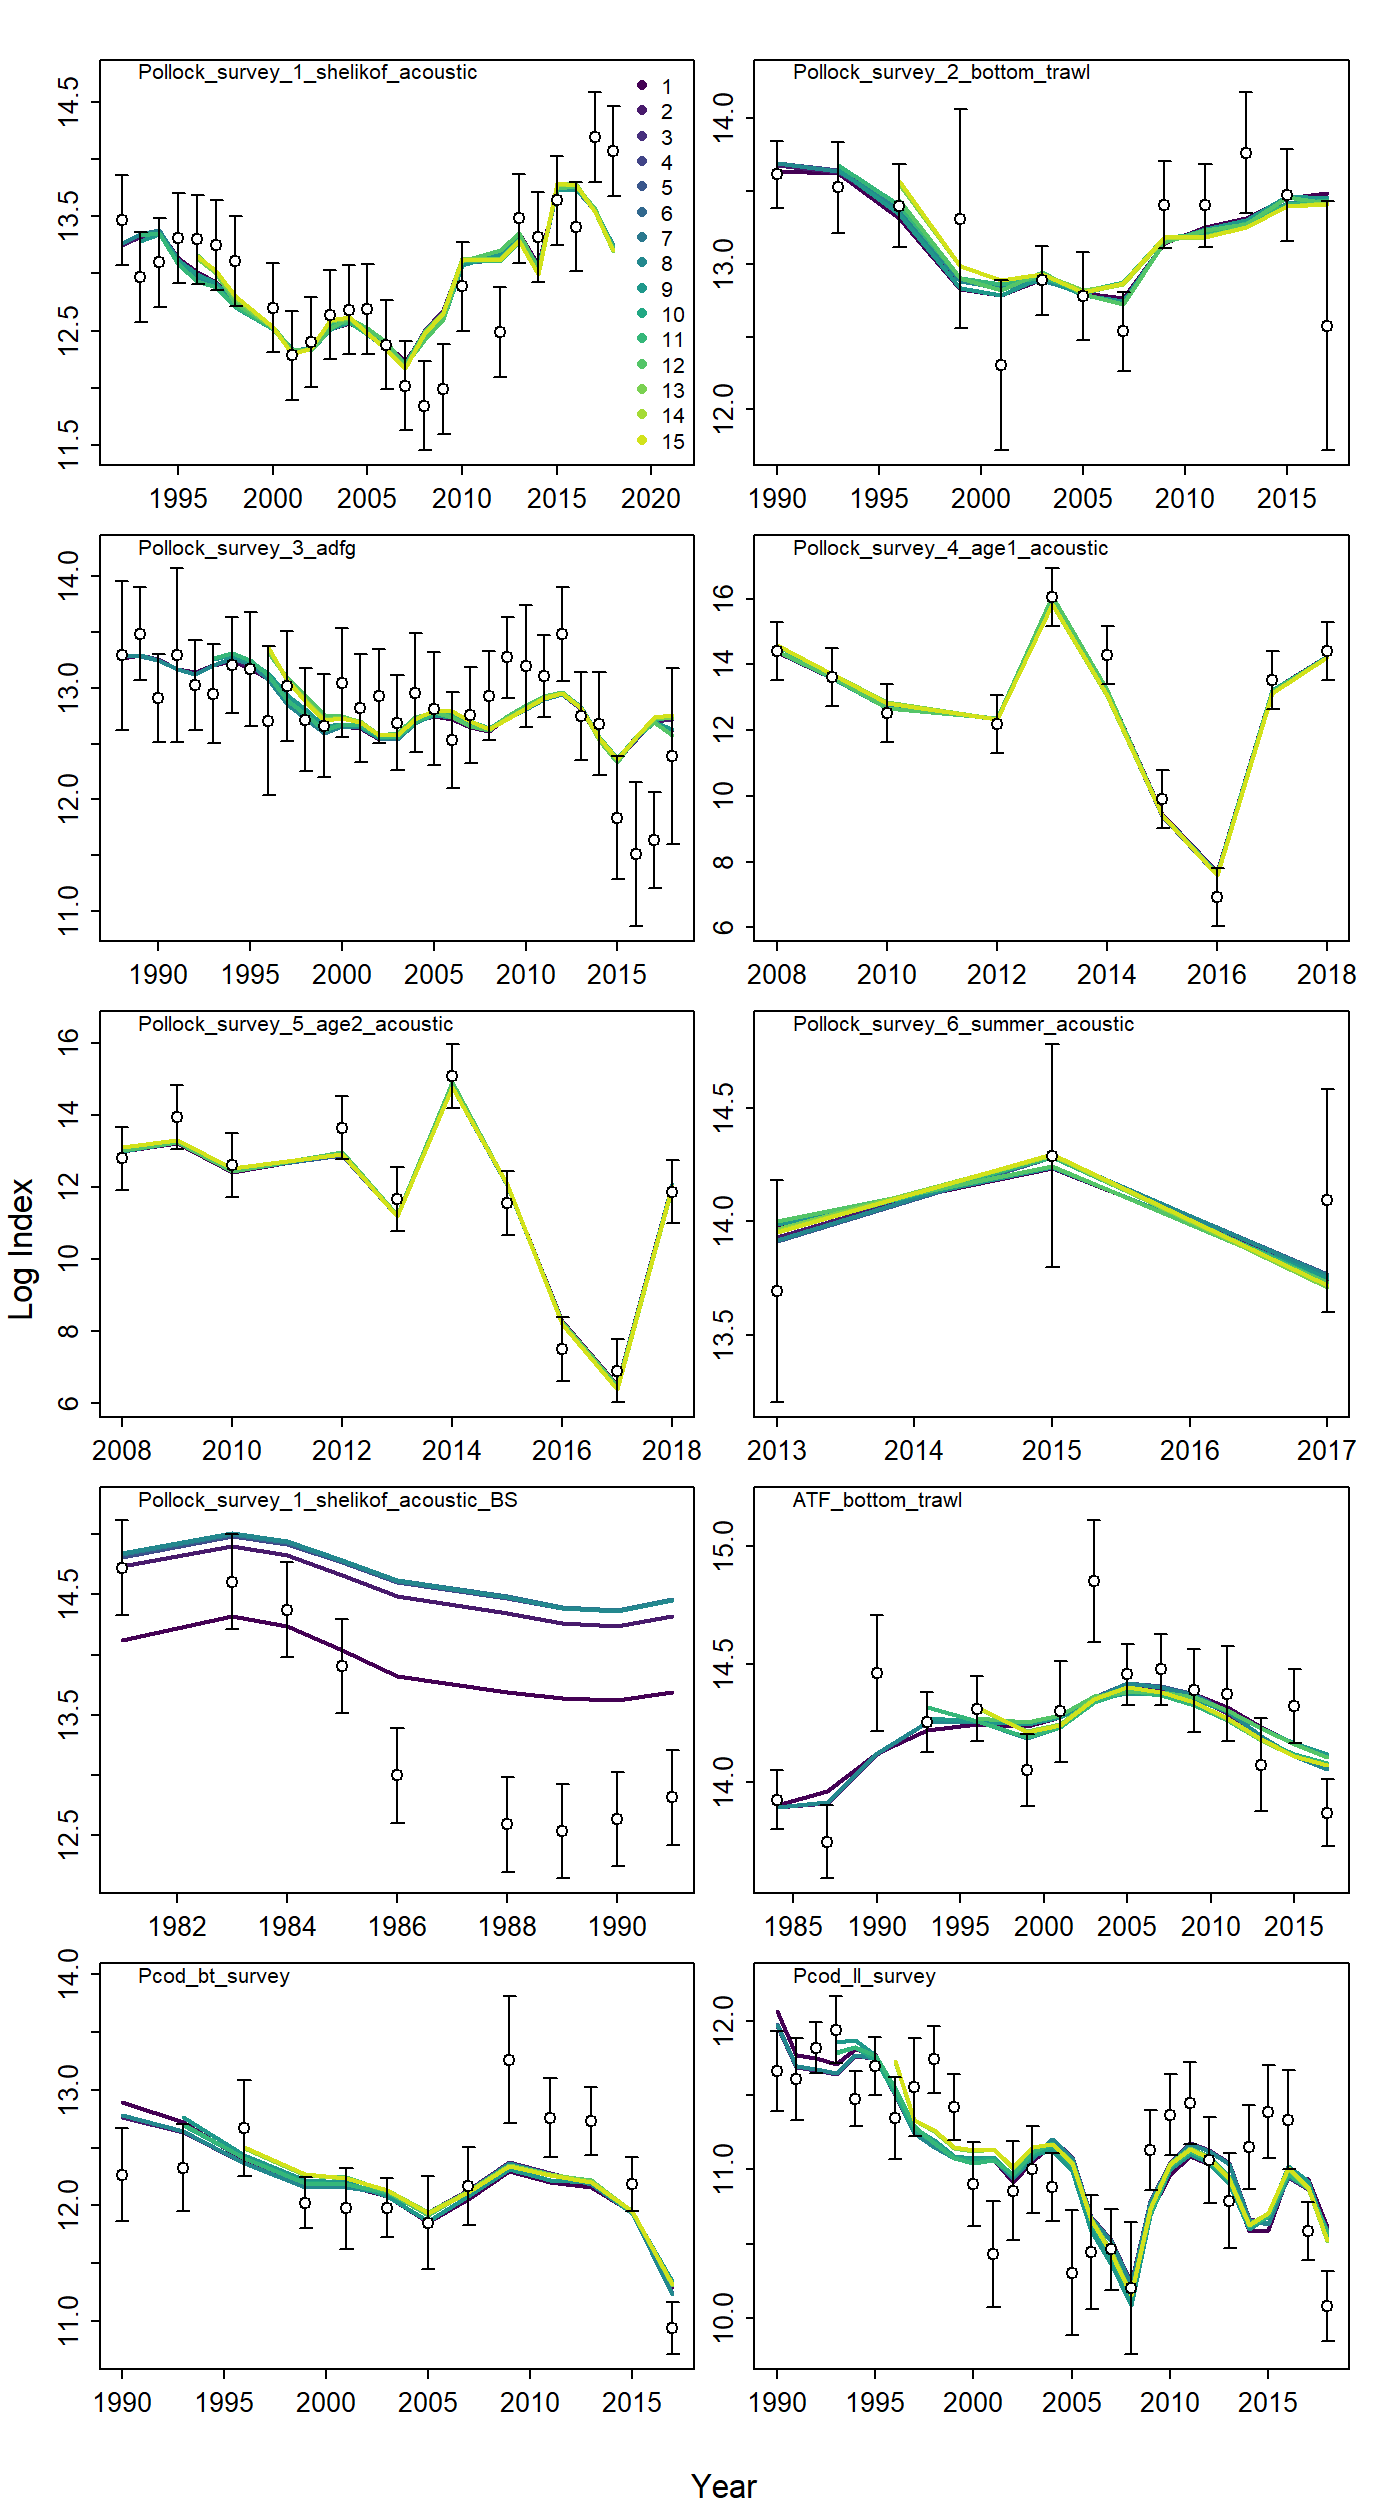 Pollock_survey_1_shelikof_acoustic
14.5
13.5
12.5
11.5
1
2
3
4
5
6
7
8
9
10
11
12
13
14
15
1995 2000 2005 2010 2015 2020
Pollock_survey_2_bottom_trawl
14.0
13.0
12.0
1990 1995 2000 2005 2010 2015
Pollock_survey_3_adfg
14.0
13.0
12.0
11.0
1990 1995 2000 2005 2010 2015
Pollock_survey_4_age1_acoustic
16
14
12
10
8
6
2008 2010 2012 2014 2016 2018
Pollock_survey_5_age2_acoustic
16
14
12
10
8
6
2008 2010 2012 2014 2016 2018
Pollock_survey_6_summer_acoustic
14.5
14.0
13.5
2013 2014 2015 2016 2017
Log Index
Pollock_survey_1_shelikof_acoustic_BS
14.5
13.5
12.5
1982 1984 1986 1988 1990
ATF_bottom_trawl
15.0
14.5
14.0
1985 1990 1995 2000 2005 2010 2015
Pcod_bt_survey
14.0
13.0
12.0
11.0
1990 1995 2000 2005 2010 2015
Pcod_ll_survey
12.0
11.0
10.0
1990 1995 2000 2005 2010 2015
Year